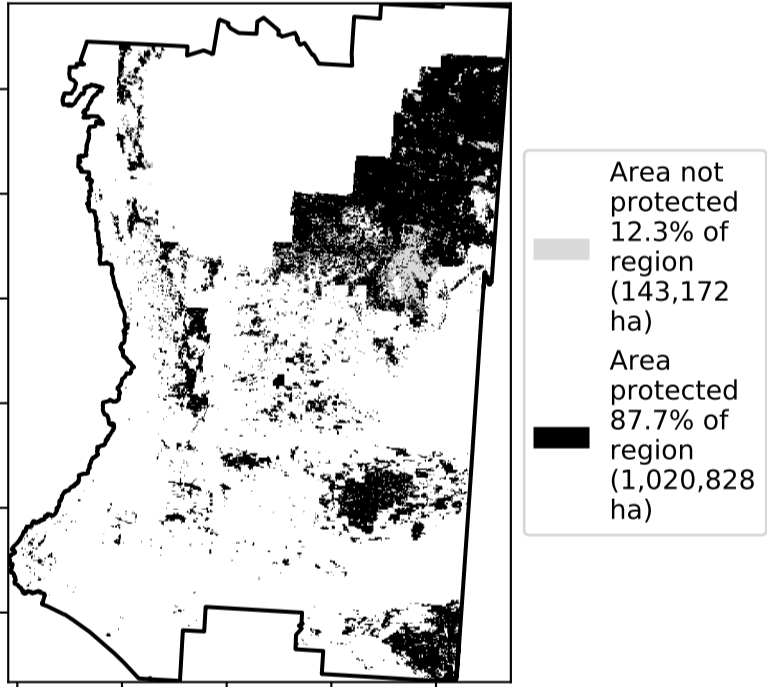 Area not
protected
12.3% of
region
(143,172
ha)
Area
protected
87.7% of
region
(1,020,828
ha)